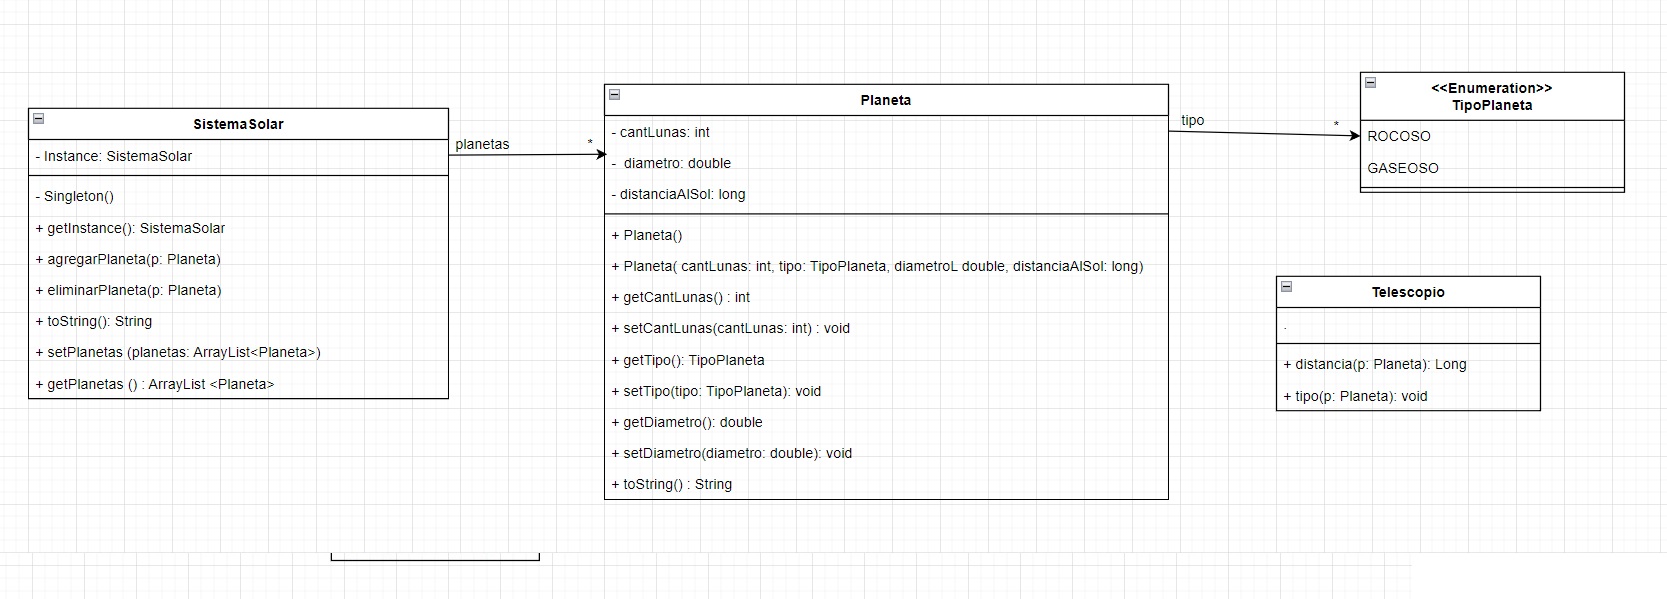 SistemaSolar
- Instance: SistemaSolar
- Singleton()
+ getInstance(): SistemaSolar
+ agregarPlaneta(p: Planeta)
+ eliminarPlaneta(p: Planeta)
+ toString(): String
+ setPlanetas (planetas: ArrayList<Planeta>)
+ getPlanetas () : ArrayList <Planeta>
planetas
*
Planeta
- cantLunas: int
- diametro: double
- distanciaAlSol: long
+ Planeta()
+ Planeta( cantLunas: int, tipo: TipoPlaneta, diametroL double, distanciaAlSol: long)
+ getCantLunas() : int
+ setCantLunas(cantLunas: int) : void
+ getTipo(): TipoPlaneta
+ setTipo(tipo: TipoPlaneta): void
+ getDiametro(): double
+ setDiametro(diametro: double): void
+ toString() : String
tipo
*
<<Enumeration>>
TipoPlaneta
ROCOSO
GASEOSO
Telescopio
.
+ distancia(p: Planeta): Long
+ tipo(p: Planeta): void